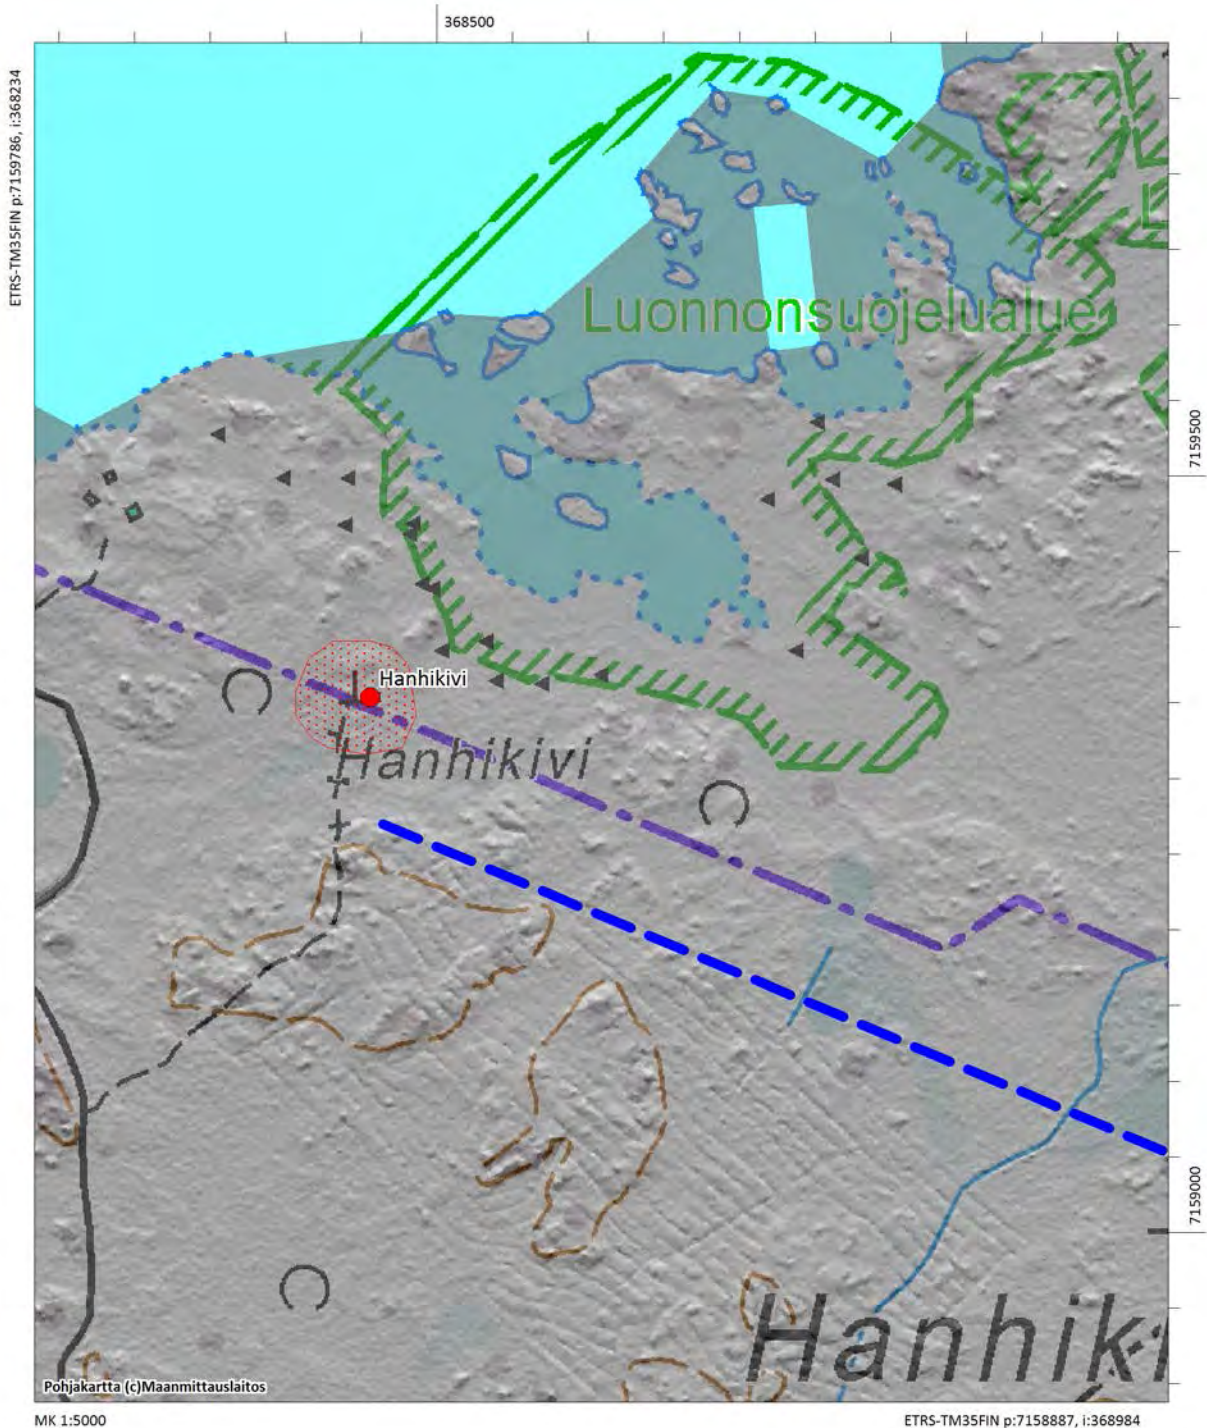 368500
ETRS-TM35FIN p:7159786, i:368234
Luonnonsuojelualue
7159500
Hanhikivi
Hanhikivi
7159000
Hanhiki
Pohjakartta (c)Maanmittauslaitos
MK 1:5000
ETRS-TM35FIN p:7158887, i:368984